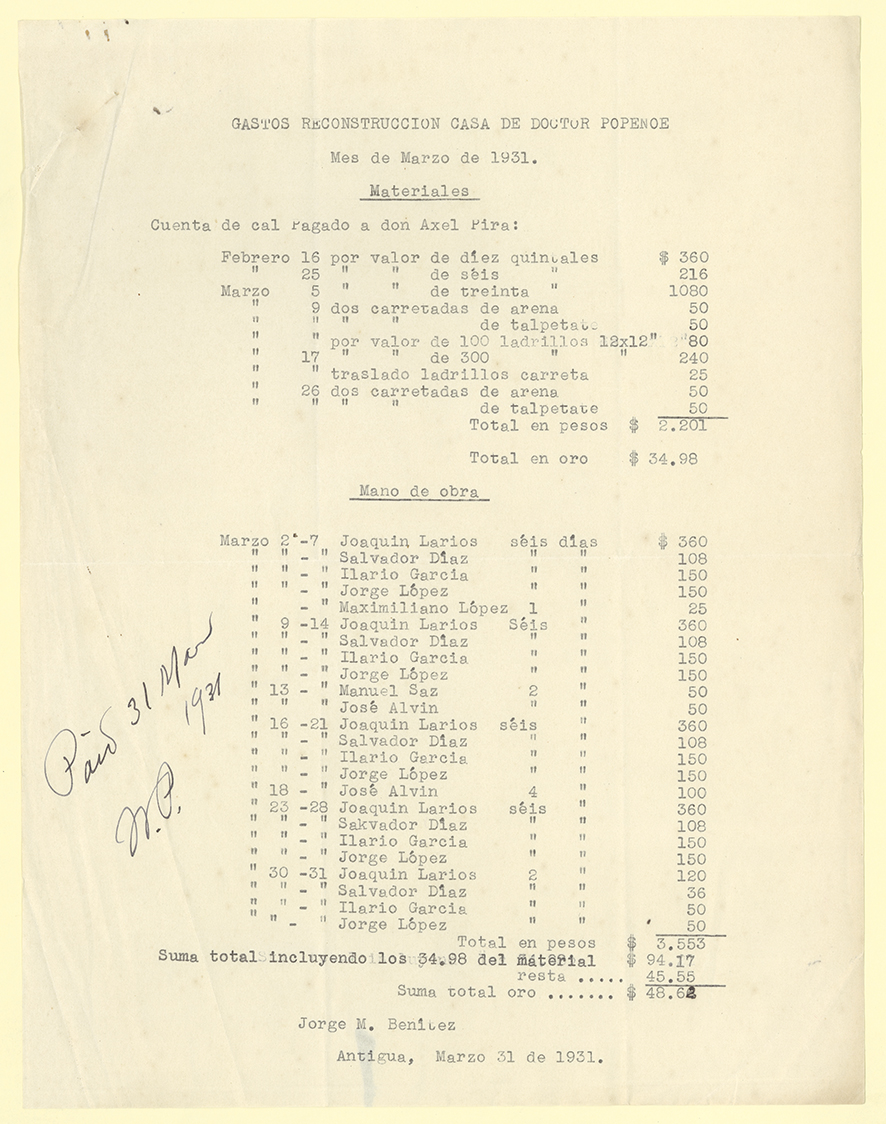 GASTOS RECONSTRUCCION CASA DE DOCTOR POPENOE
Mes de Marzo de 1931.
Materiales
Cuenta de cal Pagado a don Axel Pira:
Febrero 16 por valor de diez quintales $ 360
" 25 " " de séis " 216
Marzo 5 " " de treinta " 1080
" 9 dos carretadas de arena 50
" " " " de talpetate 50
" " por valor de 100 ladrillos 12x12" 80
" 17 " " de 300 " " 240
" " traslado ladrillos carreta 25
" 26 dos carretadas de arena 50
" " " " de talpetate 50
Total en pesos $ 2.201
Total en oro $ 34.98
Mano de obra
Marzo 2 -7 Joaquin Larios séis días $ 360
" " - " Salvador Díaz " " 108
" " - " Ilario Garcia " " 150
" " - " Jorge López " " 150
" - " Maximiliano López 1 " 25
" 9 -14 Joaquin Larios Séis " 360
" " - " Salvador Díaz " " 108
" " - " Ilario Garcia " " 150
" " - " Jorge López " " 150
" 13 - " Manuel Saz 2 " 50
" " " José Alvin " " 50
" 16 -21 Joaquin Larios séis " 360
" " - " Salvador Díaz " " 108
" " - " Ilario Garcia " " 150
" " - " Jorge López " " 150
" 18 - " José Alvin 4 " 100
" 23 -28 Joaquin Larios séis " 360
" " - " Sakvador Díaz " " 108
" " - " Ilario Garcia " " 150
" " - " Jorge López " " 150
" 30 -31 Joaquin Larios 2 " 120
" " - " Salvador Díaz " " 36
" " - " Ilario Garcia " " 50
" - " Jorge López " " 50
Total en pesos $ 3.553
Suma total incluyendo los 34.98 del material $ 94.17
resta ..... 45.55
Suma total oro ....... $ 48.62
Jorge M. Benítez
Antigua, Marzo 31 de 1931.
Paid 31 Mar
1931
W.P.